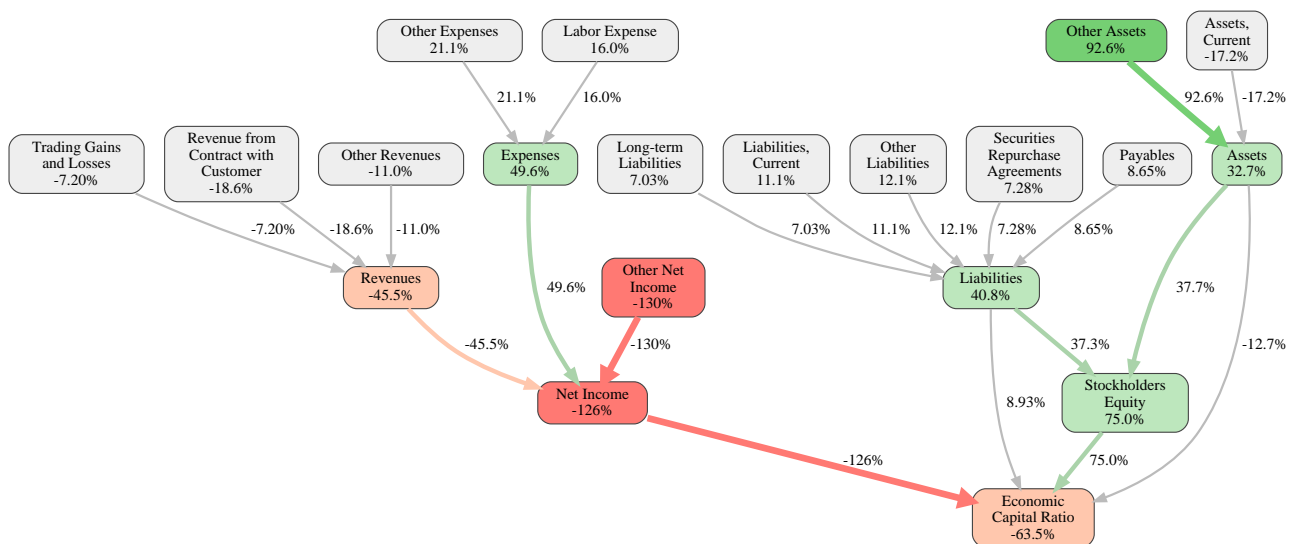 Other Expenses
21.1%
Labor Expense
16.0%
Other Assets
92.6%
Assets,
Current
-17.2%
21.1%
16.0%
92.6%
-17.2%
Trading Gains
and Losses
-7.20%
Revenue from
Contract with
Customer
-18.6%
Other Revenues
-11.0%
Expenses
49.6%
Long-term
Liabilities
7.03%
Liabilities,
Current
11.1%
Other
Liabilities
12.1%
Securities
Repurchase
Agreements
7.28%
Payables
8.65%
Assets
32.7%
-7.20%
-18.6%
-11.0%
7.03%
11.1%
12.1%
7.28%
8.65%
Revenues
-45.5%
49.6%
Other Net
Income
-130%
Liabilities
40.8%
37.7%
-45.5%
-130%
37.3%
-12.7%
Net Income
-126%
8.93%
Stockholders
Equity
75.0%
-126%
75.0%
Economic
Capital Ratio
-63.5%